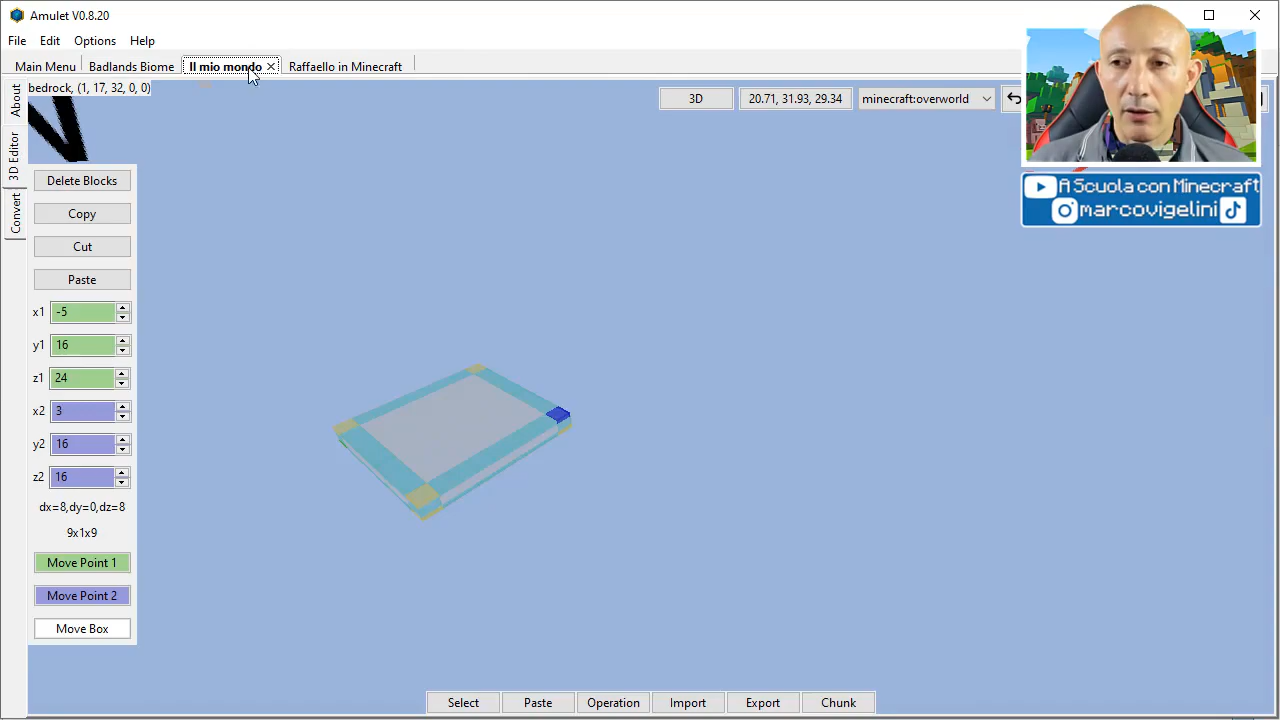 Amulet V0.8.20
File Edit Options Help
Main Menu Badlands Biome Il mio mondo Raffaello in Minecraft
bedrock, (1, 17, 32, 0, 0)
3D 20.71, 31.93, 29.34 minecraft:overworld
About
3D Editor
Convert
Delete Blocks
Copy
Cut
Paste
x1 -5
y1 16
z1 24
x2 3
y2 16
z2 16
dx=8,dy=0,dz=8
9x1x9
Move Point 1
Move Point 2
Move Box
A Scuola con Minecraft
marcovigelini
Select Paste Operation Import Export Chunk